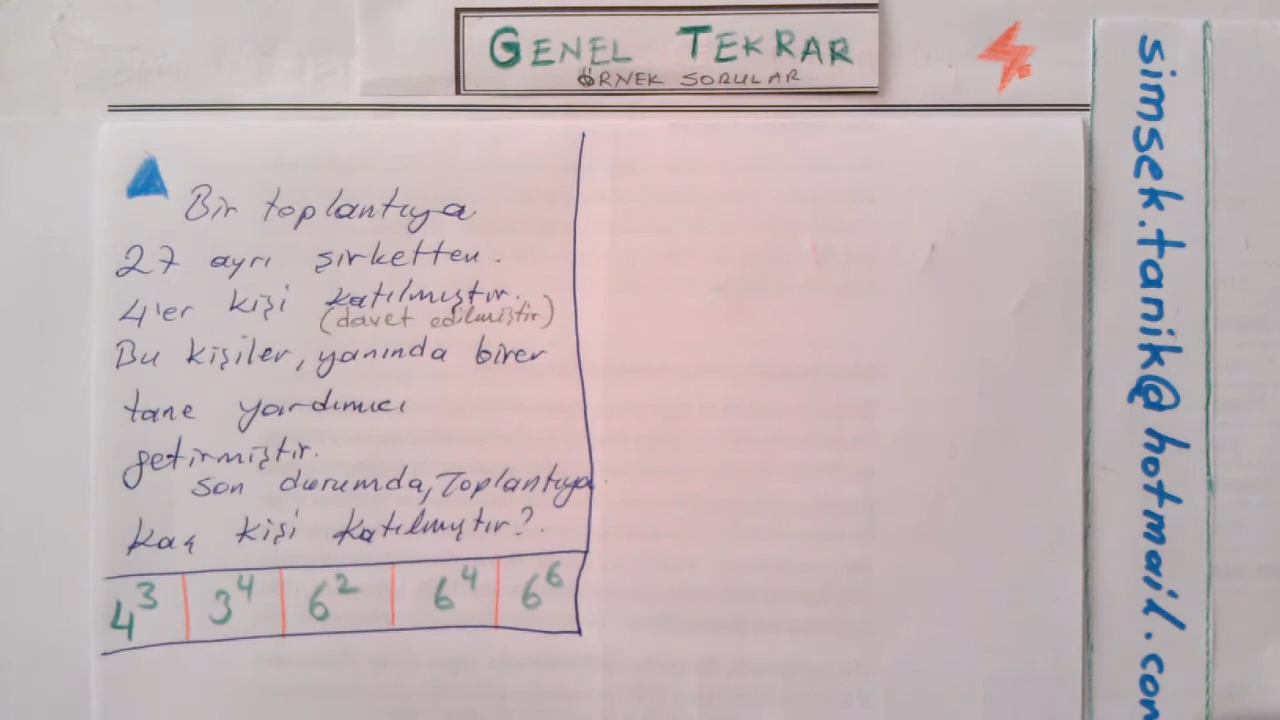 GENEL TEKRAR
ÖRNEK SORULAR
Bir toplantıya
27 ayrı şirketten.
4'er kişi katılmıştır.
(davet edilmiştir)
Bu kişiler, yanında birer
tane yardımcı
getirmiştir.
son durumda, Toplantıya
kaç kişi katılmıştır?
4³ 3⁴ 6² 6⁴ 6⁶
simsek.tanik@hotmail.com